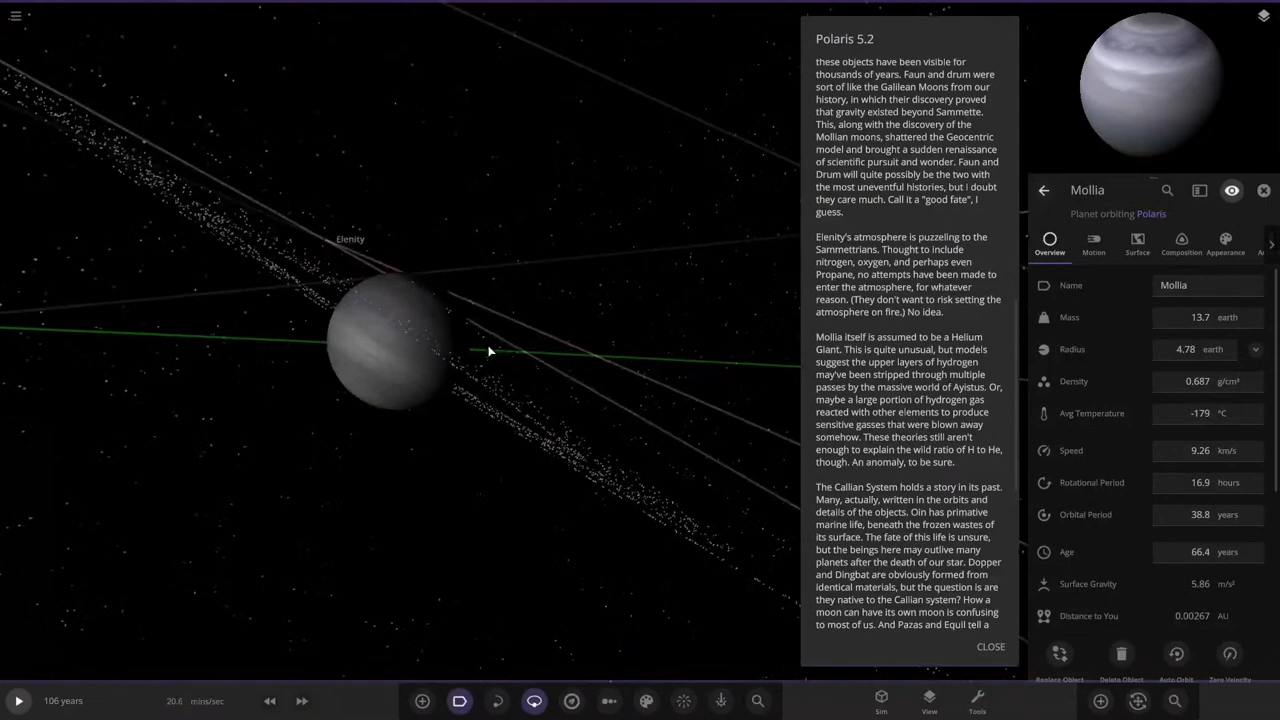 Polaris 5.2
these objects have been visible for
thousands of years. Faun and drum were
sort of like the Galilean Moons from our
history, in which their discovery proved
that gravity existed beyond Sammette.
This, along with the discovery of the
Mollian moons, shattered the Geocentric
model and brought a sudden renaissance
of scientific pursuit and wonder. Faun and
Drum will quite possibly be the two with
the most uneventful histories, but I doubt
they care much. Call it a "good fate", I
guess.
Elenity's atmosphere is puzzeling to the
Sammettrians. Thought to include
nitrogen, oxygen, and perhaps even
Propane, no attempts have been made to
enter the atmosphere, for whatever
reason. (They don't want to risk setting the
atmosphere on fire.) No idea.
Mollia itself is assumed to be a Helium
Giant. This is quite unusual, but models
suggest the upper layers of hydrogen
may've been stripped through multiple
passes by the massive world of Ayistus. Or,
maybe a large portion of hydrogen gas
reacted with other elements to produce
sensitive gasses that were blown away
somehow. These theories still aren't
enough to explain the wild ratio of H to He,
though. An anomaly, to be sure.
The Callian System holds a story in its past.
Many, actually, written in the orbits and
details of the objects. Oin has primative
marine life, beneath the frozen wastes of
its surface. The fate of this life is unsure,
but the beings here may outlive many
planets after the death of our star. Dopper
and Dingbat are obviously formed from
identical materials, but the question is are
they native to the Callian system? How a
moon can have its own moon is confusing
to most of us. And Pazas and Equil tell a
CLOSE
Elenity
Mollia
Planet orbiting Polaris
Overview Motion Surface Composition Appearance
Name Mollia
Mass 13.7 earth
Radius 4.78 earth
Density 0.687 g/cm³
Avg Temperature -179 °C
Speed 9.26 km/s
Rotational Period 16.9 hours
Orbital Period 38.8 years
Age 66.4 years
Surface Gravity 5.86 m/s²
Distance to You 0.00267 AU
Replace Object Delete Object Auto Orbit Zero Velocity
106 years 20.6 mins/sec Sim View Tools